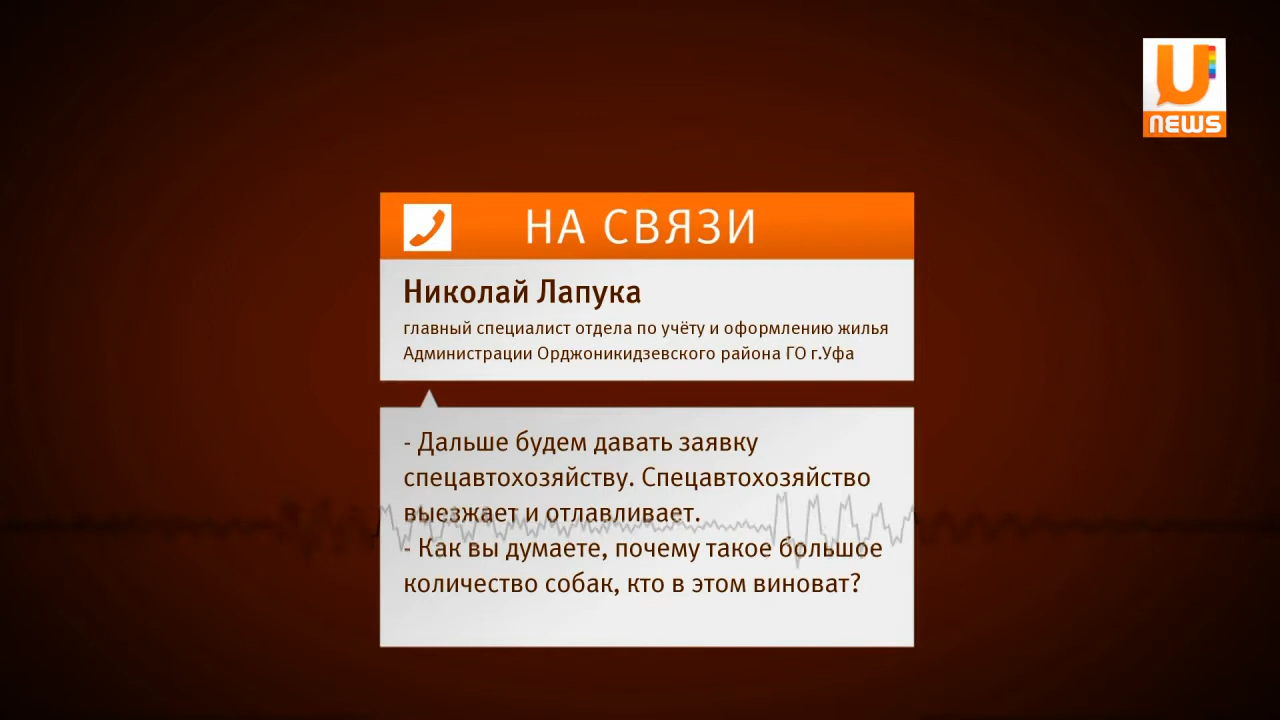 U
NEWS
НА СВЯЗИ
Николай Лапука
главный специалист отдела по учёту и оформлению жилья
Администрации Орджоникидзевского района ГО г.Уфа
- Дальше будем давать заявку
спецавтохозяйству. Спецавтохозяйство
выезжает и отлавливает.
- Как вы думаете, почему такое большое
количество собак, кто в этом виноват?